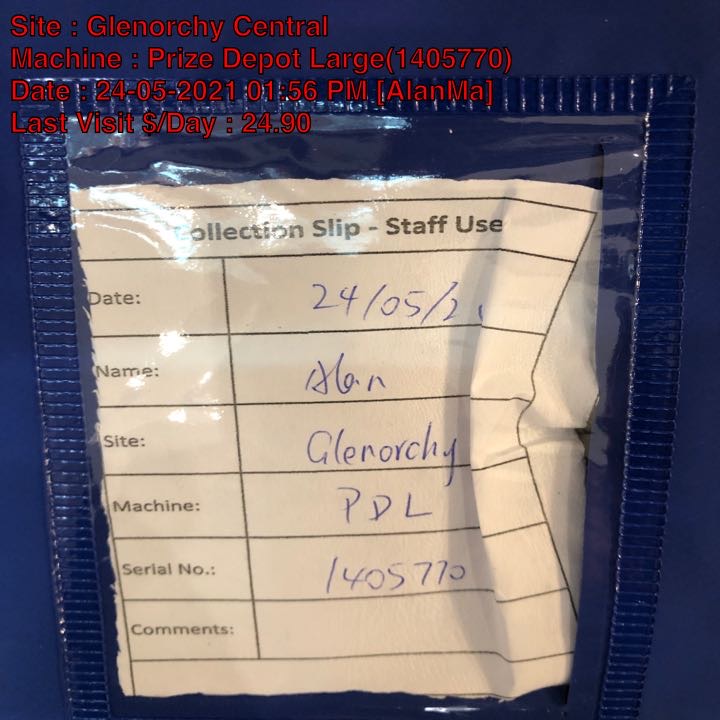 Site : Glenorchy Central
Machine : Prize Depot Large(1405770)
Date : 24-05-2021 01:56 PM [AlanMa]
Last Visit $/Day : 24.90
Collection Slip - Staff Use
Date: 24/05/21
Name: Alan
Site: Glenorchy
Machine: PDL
Serial No.: 1405770
Comments: